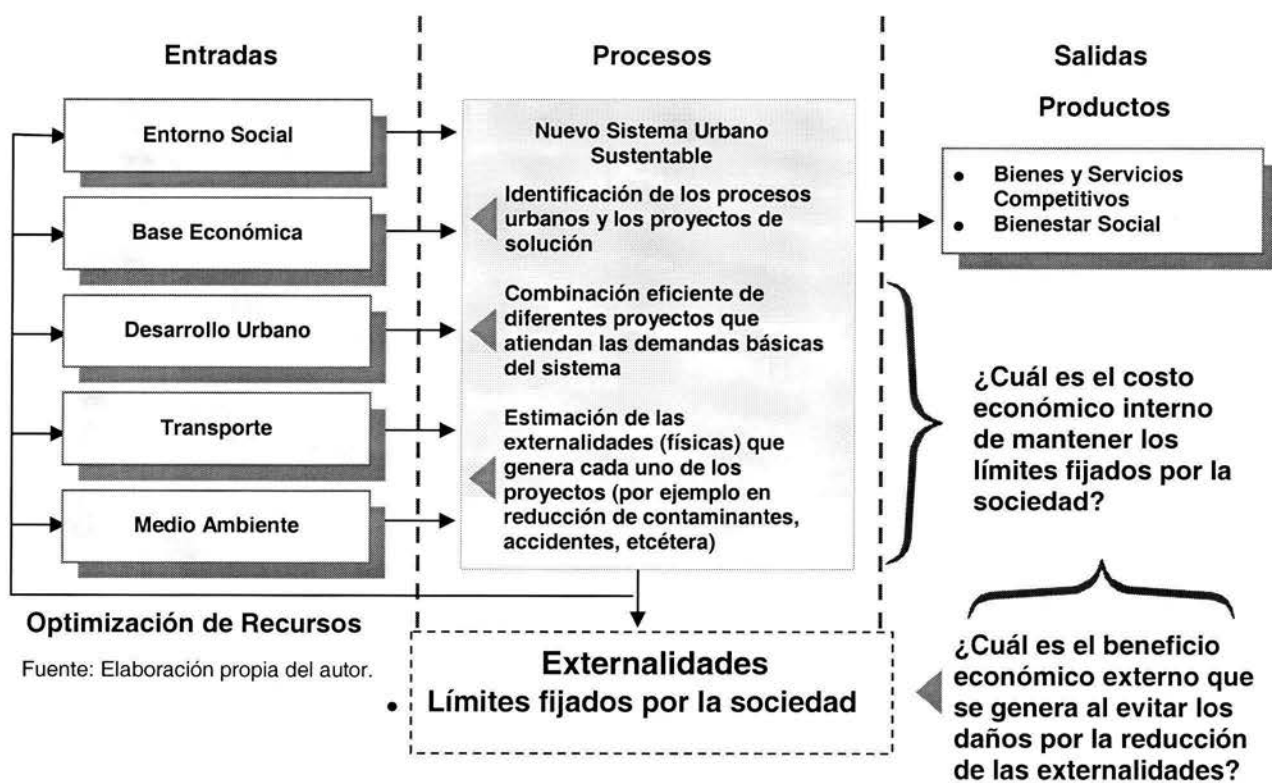 Entradas
Entorno Social
Base Económica
Desarrollo Urbano
Transporte
Medio Ambiente
Optimización de Recursos
Fuente: Elaboración propia del autor.
Procesos
Nuevo Sistema Urbano
Sustentable
Identificación de los procesos
urbanos y los proyectos de
solución
Combinación eficiente de
diferentes proyectos que
atiendan las demandas básicas
del sistema
Estimación de las
externalidades (físicas) que
genera cada uno de los
proyectos (por ejemplo en
reducción de contaminantes,
accidentes, etcétera)
Externalidades
• Límites fijados por la sociedad
Salidas
Productos
• Bienes y Servicios
Competitivos
• Bienestar Social
¿Cuál es el costo
económico interno
de mantener los
límites fijados por la
sociedad?
¿Cuál es el beneficio
económico externo que
se genera al evitar los
daños por la reducción
de las externalidades?